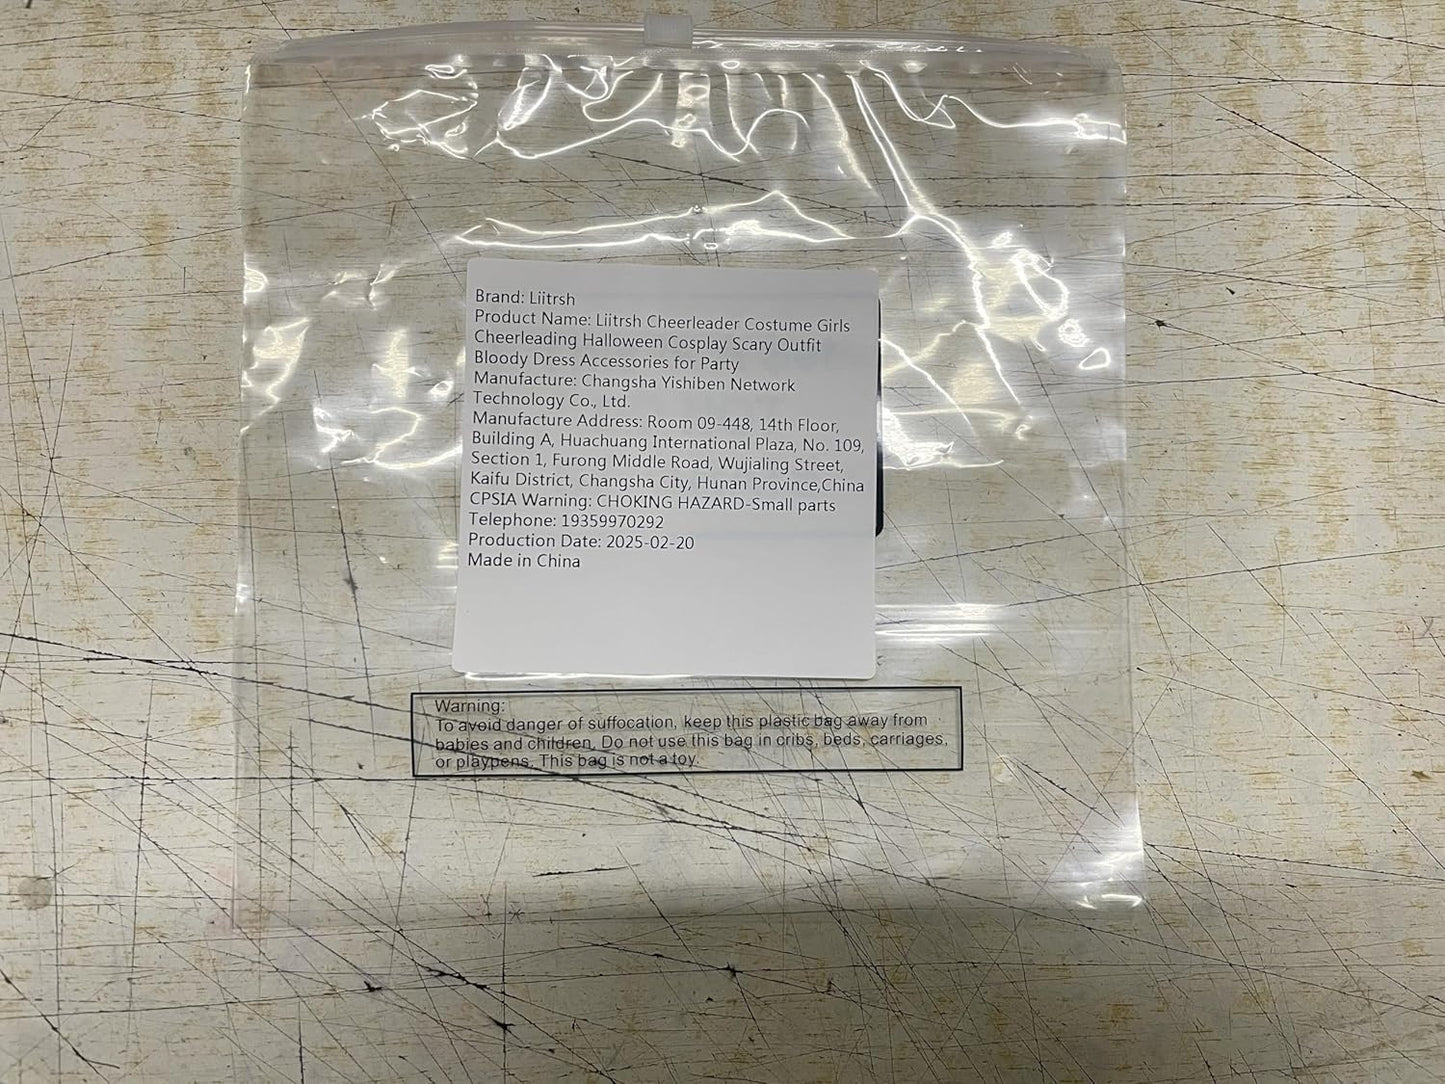 Brand: Liitrsh
Product Name: Liitrsh Cheerleader Costume Girls
Cheerleading Halloween Cosplay Scary Outfit
Bloody Dress Accessories for Party
Manufacture: Changsha Yishiben Network
Technology Co., Ltd.
Manufacture Address: Room 09-448, 14th Floor,
Building A, Huachuang International Plaza, No. 109,
Section 1, Furong Middle Road, Wujialing Street,
Kaifu District, Changsha City, Hunan Province,China
CPSIA Warning: CHOKING HAZARD-Small parts
Telephone: 19359970292
Production Date: 2025-02-20
Made in China
Warning:
To avoid danger of suffocation, keep this plastic bag away from
babies and children. Do not use this bag in cribs, beds, carriages,
or playpens. This bag is not a toy.